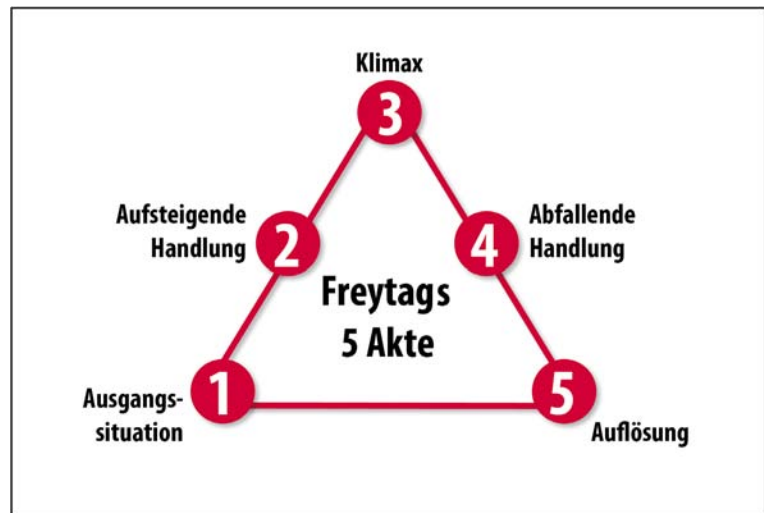 Klimax
3
Aufsteigende
Handlung
2
4
Abfallende
Handlung
Freytags
5 Akte
1
Ausgangs-
situation
5
Auflösung